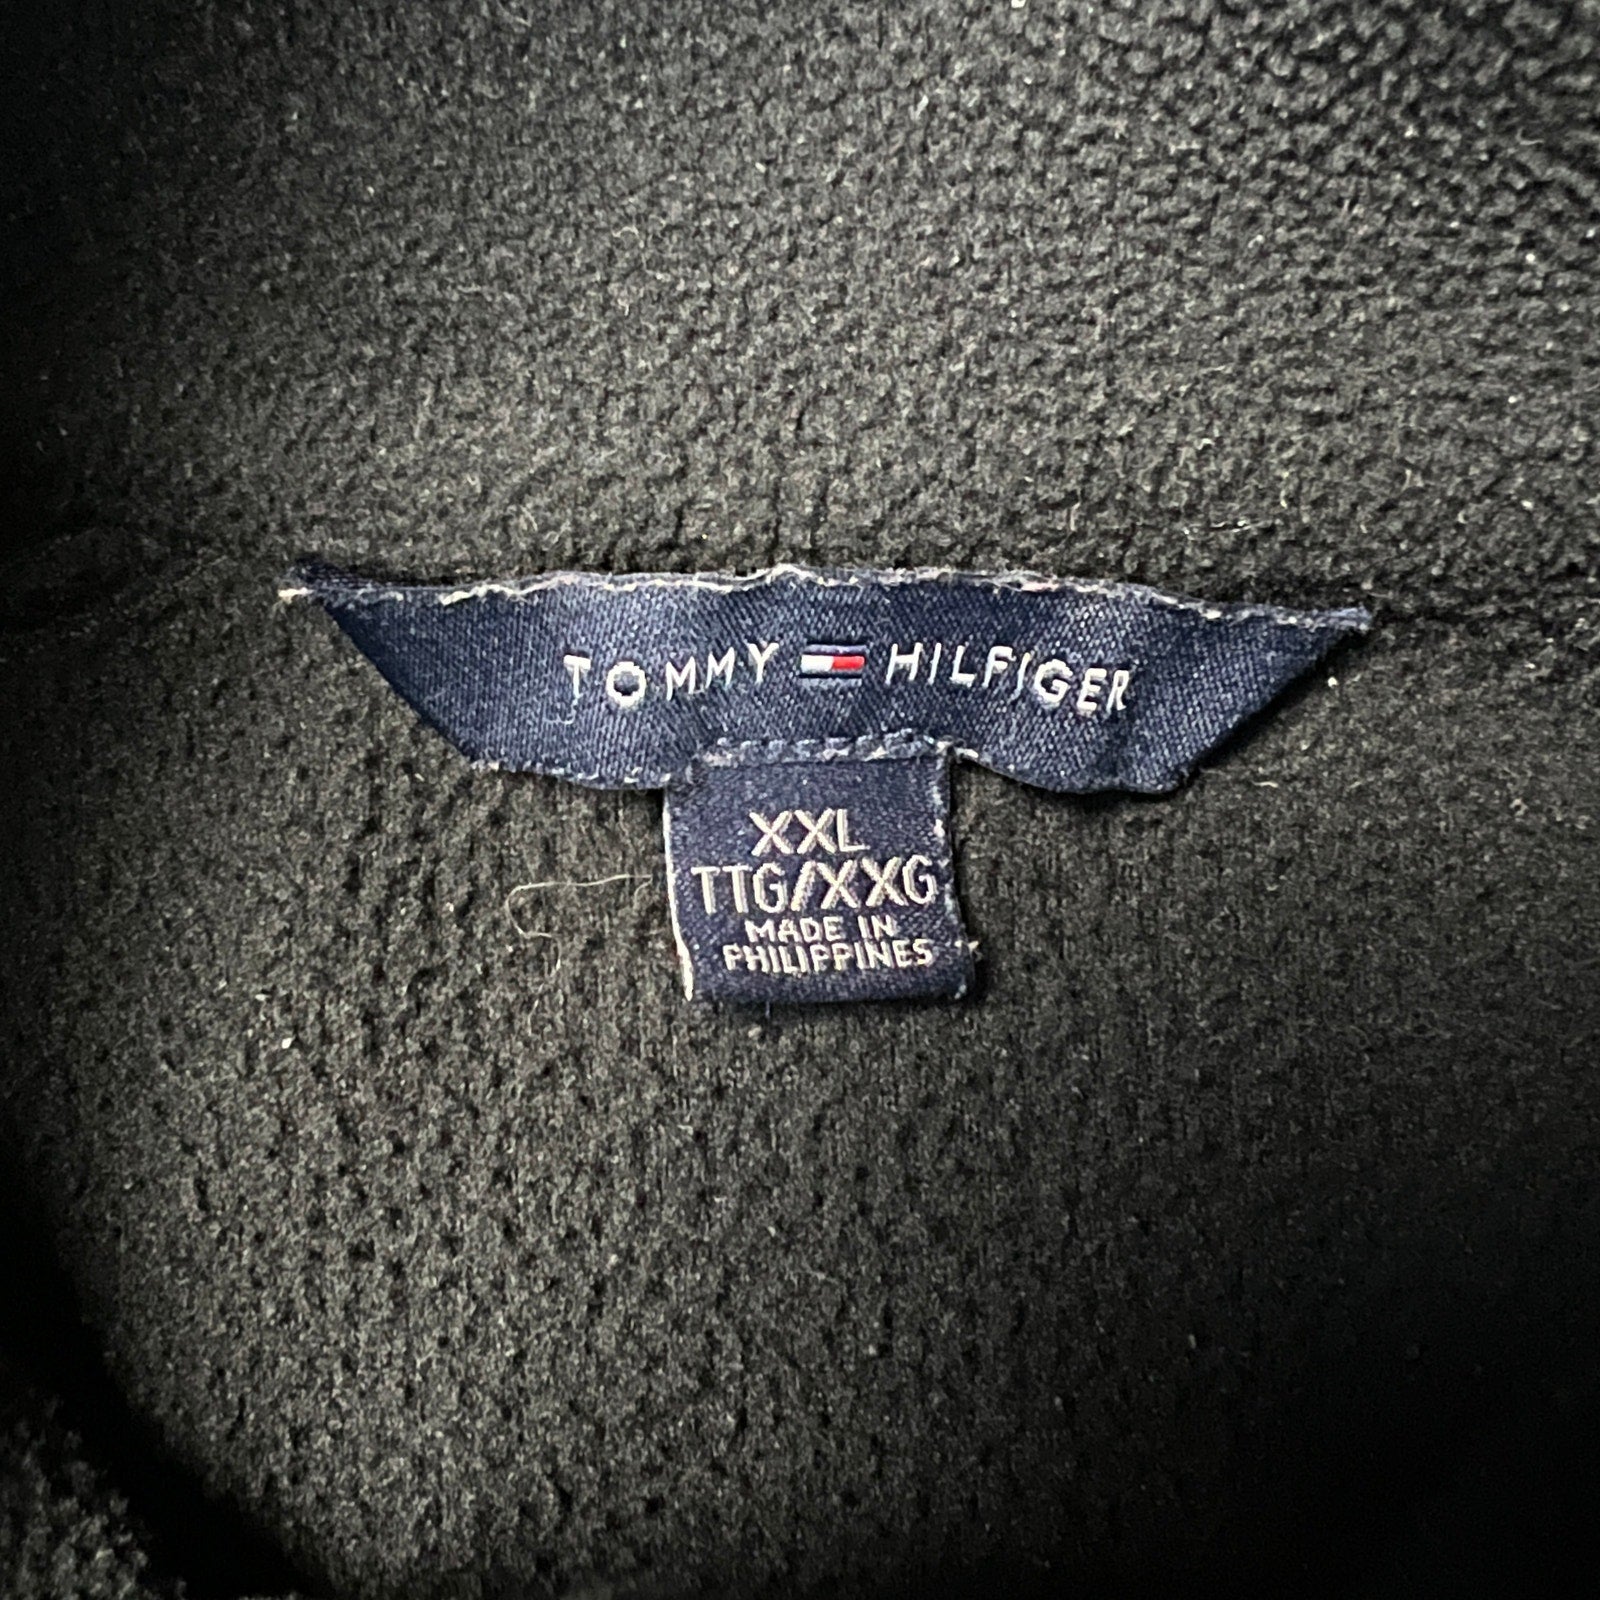 TOMMY HILFIGER
XXL
TTG/XXG
MADE IN
PHILIPPINES